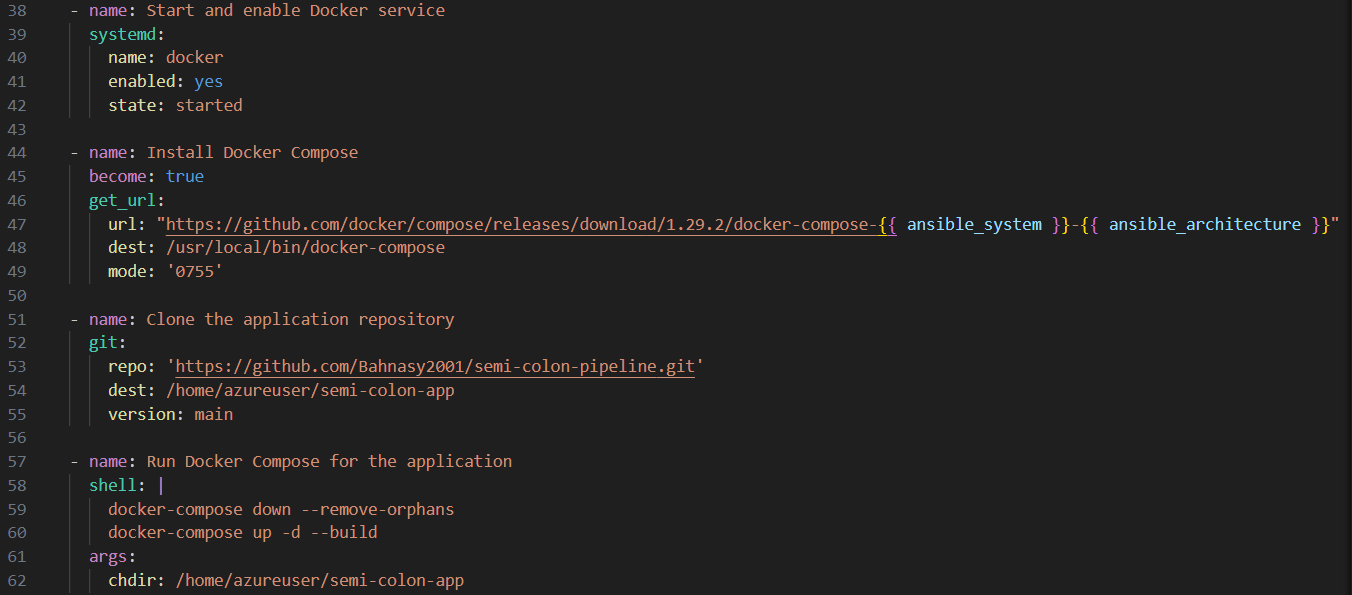 38 - name: Start and enable Docker service
39 systemd:
40 name: docker
41 enabled: yes
42 state: started
43
44 - name: Install Docker Compose
45 become: true
46 get_url:
47 url: "https://github.com/docker/compose/releases/download/1.29.2/docker-compose-{{ ansible_system }}-{{ ansible_architecture }}"
48 dest: /usr/local/bin/docker-compose
49 mode: '0755'
50
51 - name: Clone the application repository
52 git:
53 repo: 'https://github.com/Bahnasy2001/semi-colon-pipeline.git'
54 dest: /home/azureuser/semi-colon-app
55 version: main
56
57 - name: Run Docker Compose for the application
58 shell: |
59 docker-compose down --remove-orphans
60 docker-compose up -d --build
61 args:
62 chdir: /home/azureuser/semi-colon-app